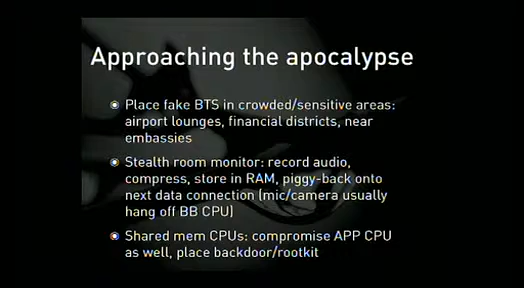 Approaching the apocalypse
Place fake BTS in crowded/sensitive areas:
airport lounges, financial districts, near
embassies
Stealth room monitor: record audio,
compress, store in RAM, piggy-back onto
next data connection (mic/camera usually
hang off BB CPU)
Shared mem CPUs: compromise APP CPU
as well, place backdoor/rootkit